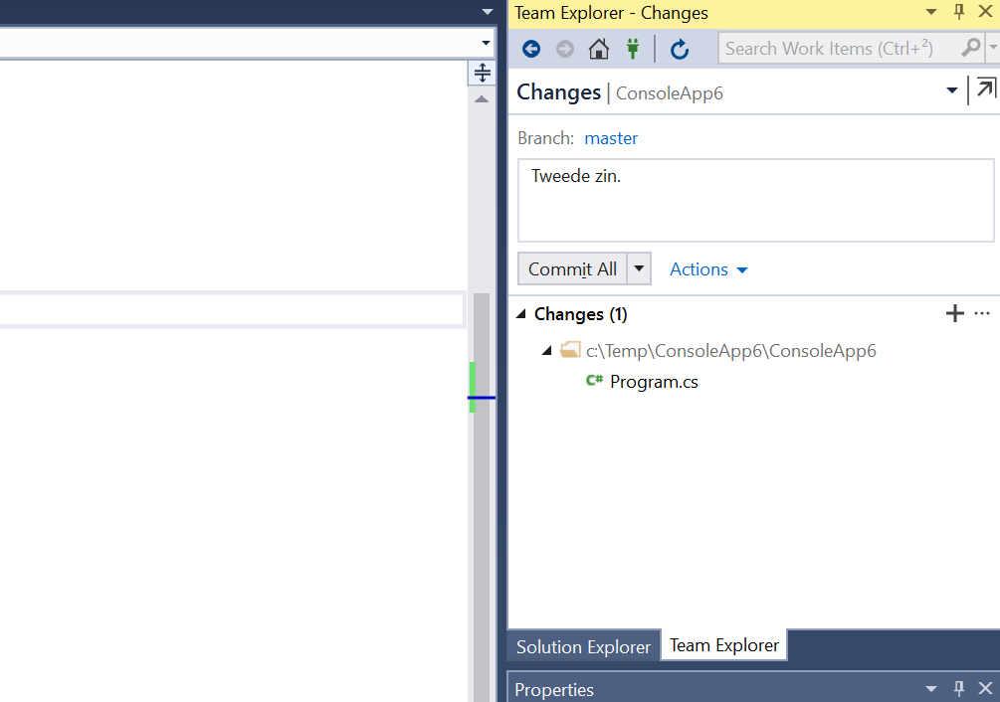 Team Explorer - Changes
Search Work Items (Ctrl+²)
Changes | ConsoleApp6
Branch: master
Tweede zin.
Commit All
Actions
Changes (1)
c:\Temp\ConsoleApp6\ConsoleApp6
C# Program.cs
Solution Explorer
Team Explorer
Properties